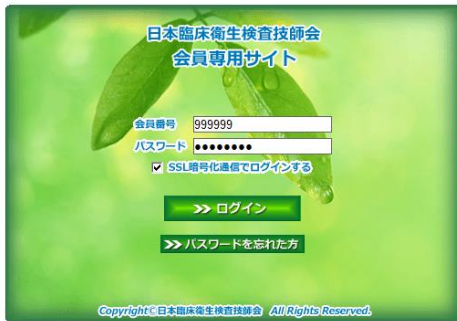 日本臨床衛生検査技師会
会員専用サイト
会員番号 999999
パスワード ●●●●●●●●
SSL暗号化通信でログインする
>> ログイン
>> パスワードを忘れた方
Copyright©日本臨床衛生検査技師会 All Rights Reserved.